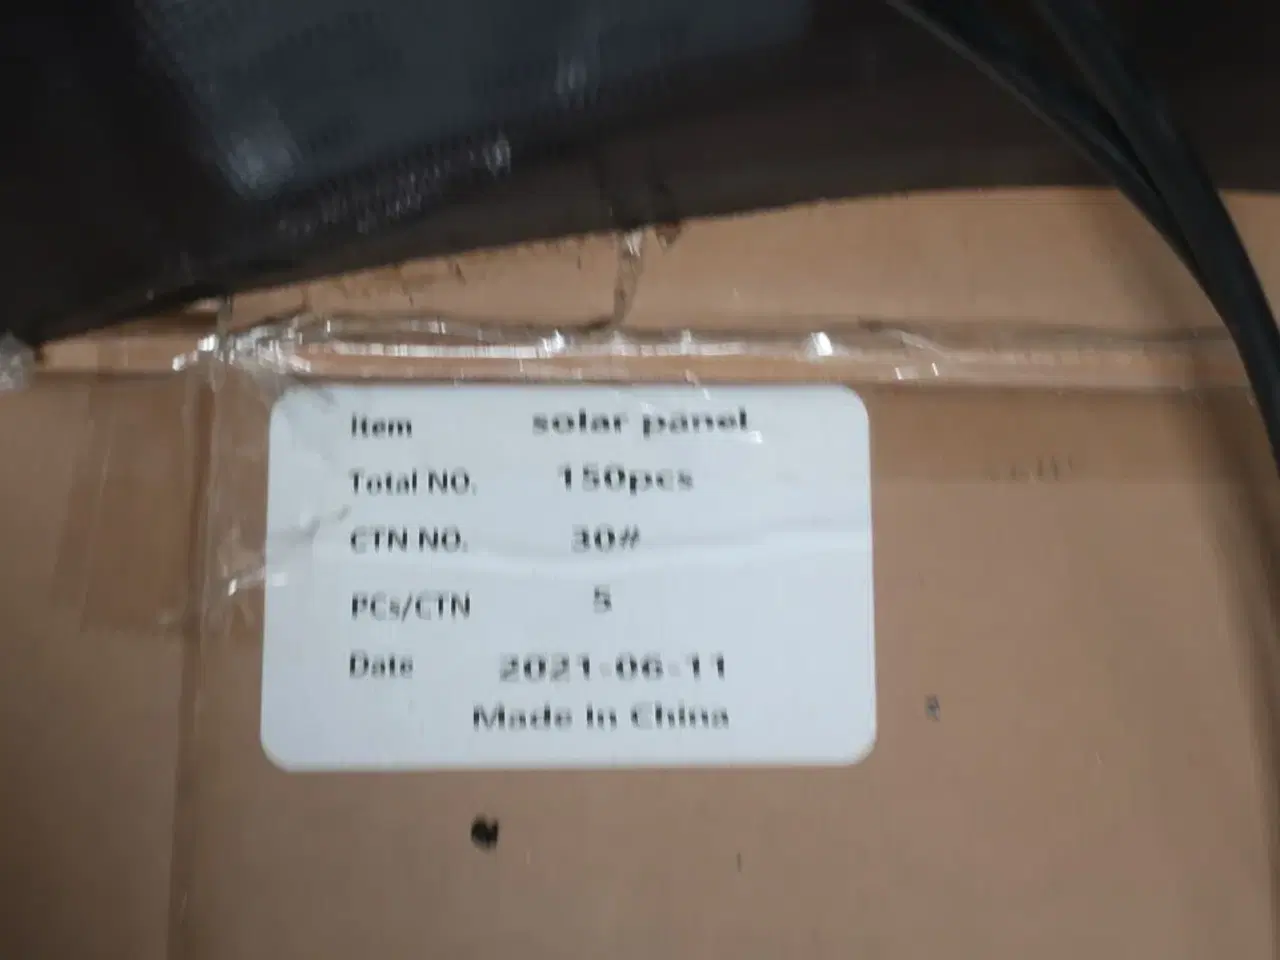 item solar panel
Total NO. 150pcs
CTN NO. 30#
PCs/CTN 5
Date 2021-06-11
Made In China